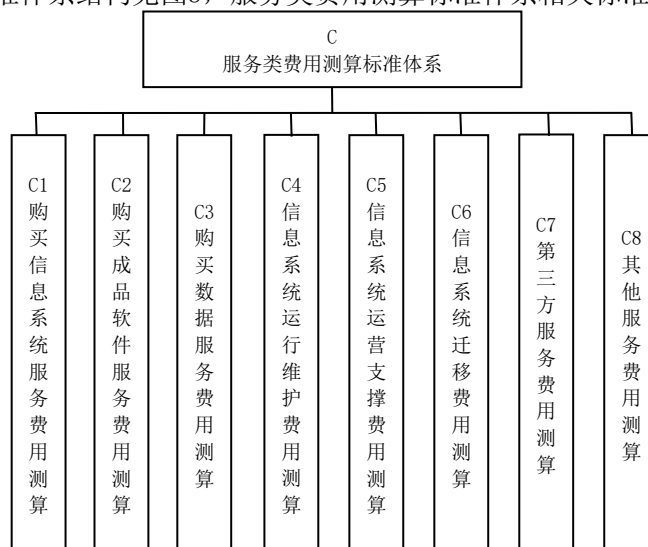 准体系结构见图3，服务类费用测算标准体系相关标准
C
服务类费用测算标准体系
C1
购买信息系统服务费用测算
C2
购买成品软件服务费用测算
C3
购买数据服务费用测算
C4
信息系统运行维护费用测算
C5
信息系统运营支撑费用测算
C6
信息系统迁移费用测算
C7
第三方服务费用测算
C8
其他服务费用测算